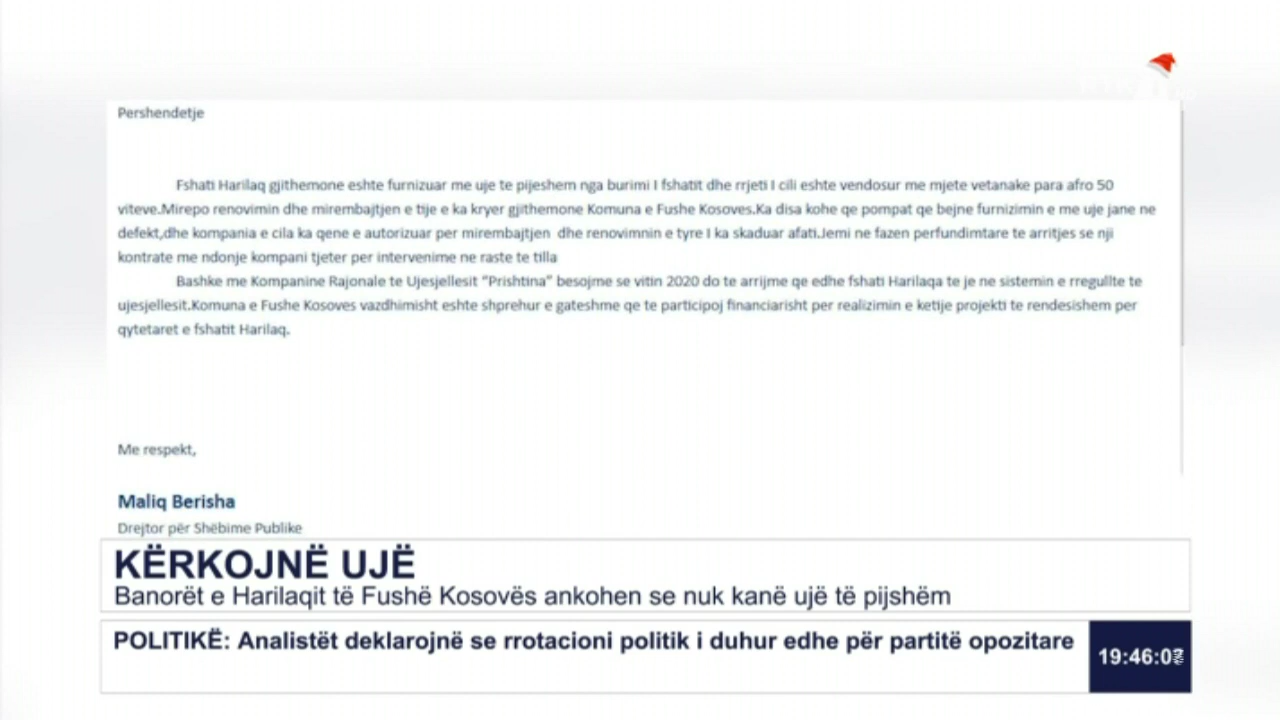 Pershendetje
Fshati Harilaq gjithemone eshte furnizuar me uje te pijeshem nga burimi I fshatit dhe rrjeti I cili eshte vendosur me mjete vetanake para afro 50
viteve.Mirepo renovimin dhe mirembajtjen e tije e ka kryer gjithemone Komuna e Fushe Kosoves.Ka disa kohe qe pompat qe bejne furnizimin e me uje jane ne
defekt,dhe kompania e cila ka qene e autorizuar per mirembajtjen dhe renovimnin e tyre I ka skaduar afati.Jemi ne fazen perfundimtare te arritjes se nji
kontrate me ndonje kompani tjeter per intervenime ne raste te tilla
Bashke me Kompanine Rajonale te Ujesjellesit "Prishtina" besojme se vitin 2020 do te arrijme qe edhe fshati Harilaqa te je ne sistemin e rregullte te
ujesjellesit.Komuna e Fushe Kosoves vazhdimisht eshte shprehur e gateshme qe te participoj financiarisht per realizimin e ketije projekti te rendesishem per
qytetaret e fshatit Harilaq.
Me respekt,
Maliq Berisha
Drejtor për Shëbime Publike
KËRKOJNË UJË
Banorët e Harilaqit të Fushë Kosovës ankohen se nuk kanë ujë të pijshëm
POLITIKË: Analistët deklarojnë se rrotacioni politik i duhur edhe për partitë opozitare